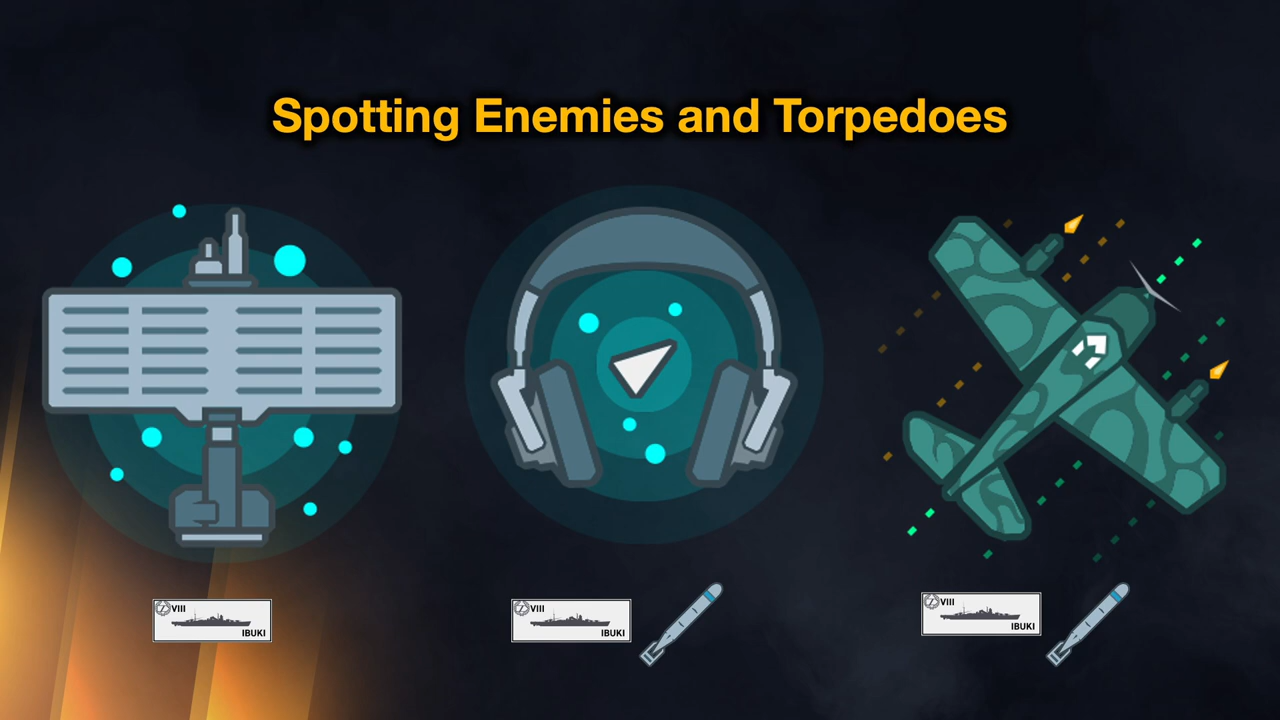 Spotting Enemies and Torpedoes
VIII
IBUKI
VIII
IBUKI
VIII
IBUKI